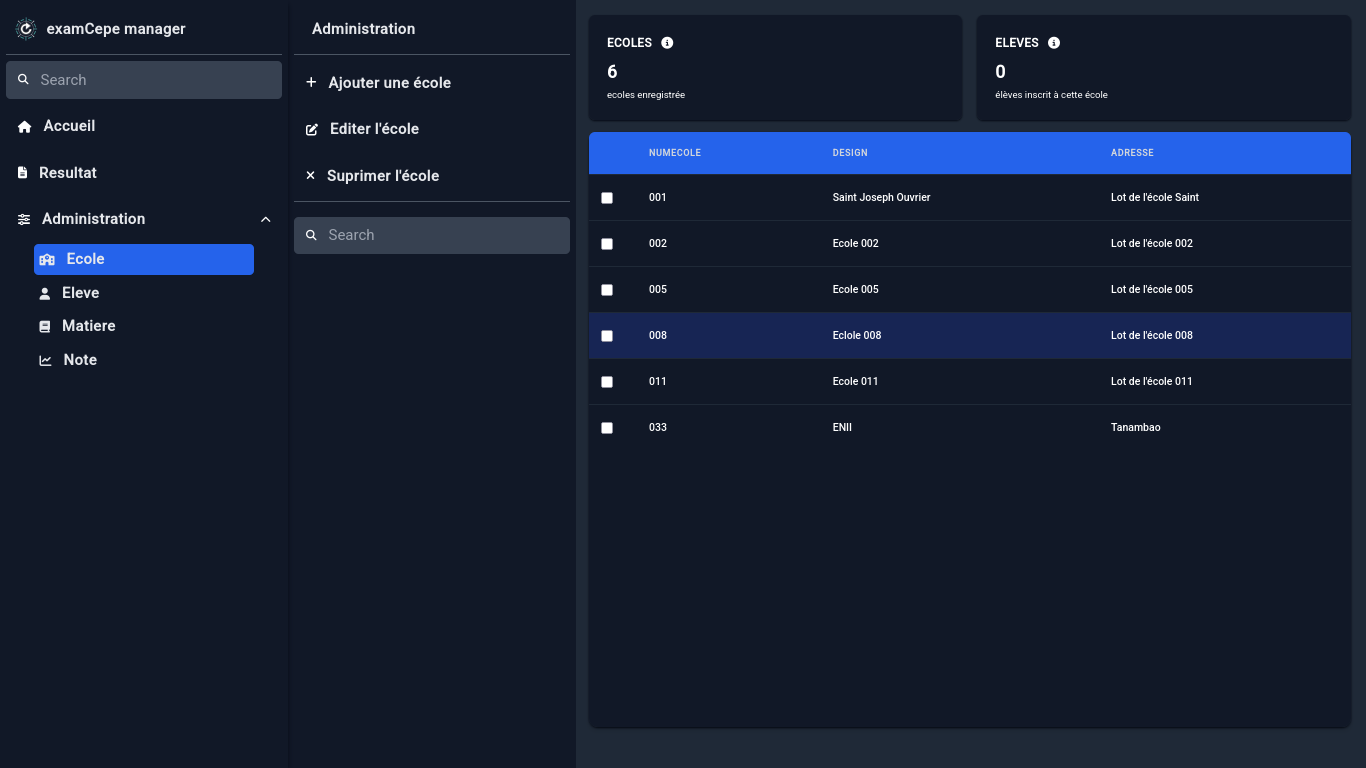 examCepe manager
Search
Accueil
Resultat
Administration
Ecole
Eleve
Matiere
Note
Administration
Ajouter une école
Editer l'école
Suprimer l'école
Search
ECOLES
6
ecoles enregistrée
ELEVES
0
élèves inscrit à cette école
NUMECOLE DESIGN ADRESSE
001 Saint Joseph Ouvrier Lot de l'école Saint
002 Ecole 002 Lot de l'école 002
005 Ecole 005 Lot de l'école 005
008 Eclole 008 Lot de l'école 008
011 Ecole 011 Lot de l'école 011
033 ENII Tanambao